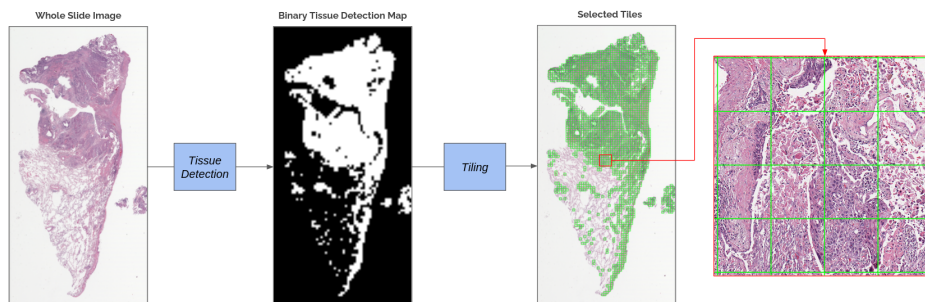 Whole Slide Image
Binary Tissue Detection Map
Selected Tiles
Tissue
Detection
Tiling